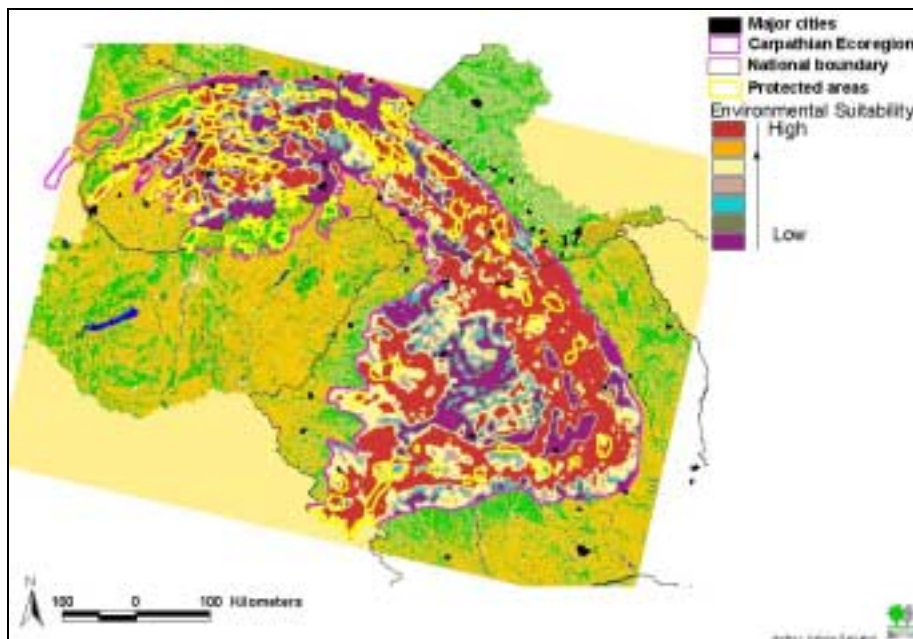 Major cities
Carpathian Ecoregion
National boundary
Protected areas
Environmental Suitability
High
Low
N
100 0 100 Kilometers